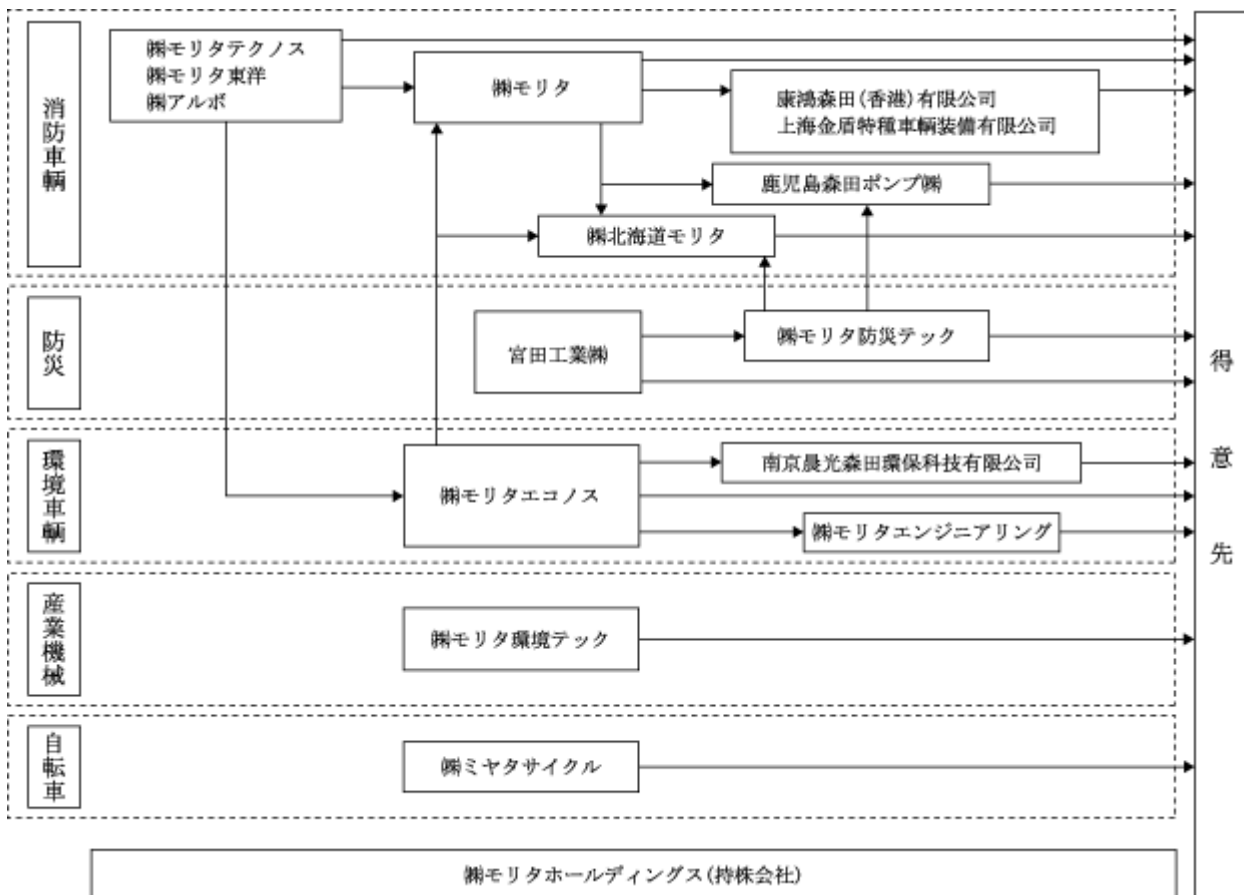 消防車輌
㈱モリタテクノス
㈱モリタ東洋
㈱アルボ
㈱モリタ
康鴻森田(香港)有限公司
上海金盾特種車輌装備有限公司
鹿児島森田ポンプ㈱
㈱北海道モリタ
防災
宮田工業㈱
㈱モリタ防災テック
環境車輌
㈱モリタエコノス
南京晨光森田環保科技有限公司
㈱モリタエンジニアリング
産業機械
㈱モリタ環境テック
自転車
㈱ミヤタサイクル
得意先
㈱モリタホールディングス(持株会社)